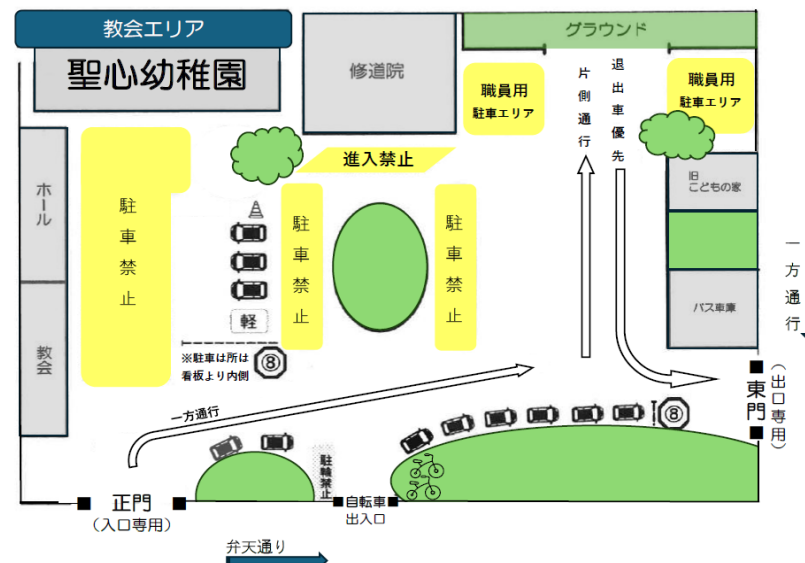 教会エリア
聖心幼稚園
修道院
グラウンド
職員用
駐車エリア
片側通行
退出車優先
職員用
駐車エリア
進入禁止
ホール
教会
駐車禁止
駐車禁止
駐車禁止
軽
※駐車は所は
看板より内側
⑧
旧
こどもの家
バス車庫
一方通行
一方通行
東門
(出口専用)
⑧
駐輪禁止
正門
(入口専用)
自転車
出入口
弁天通り